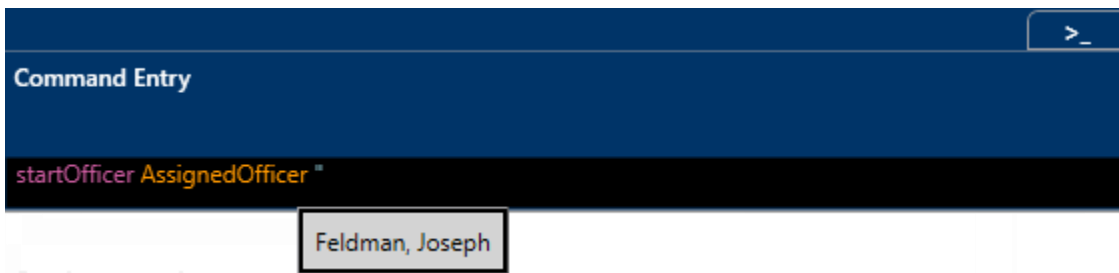 >_
Command Entry
startOfficer AssignedOfficer "
Feldman, Joseph